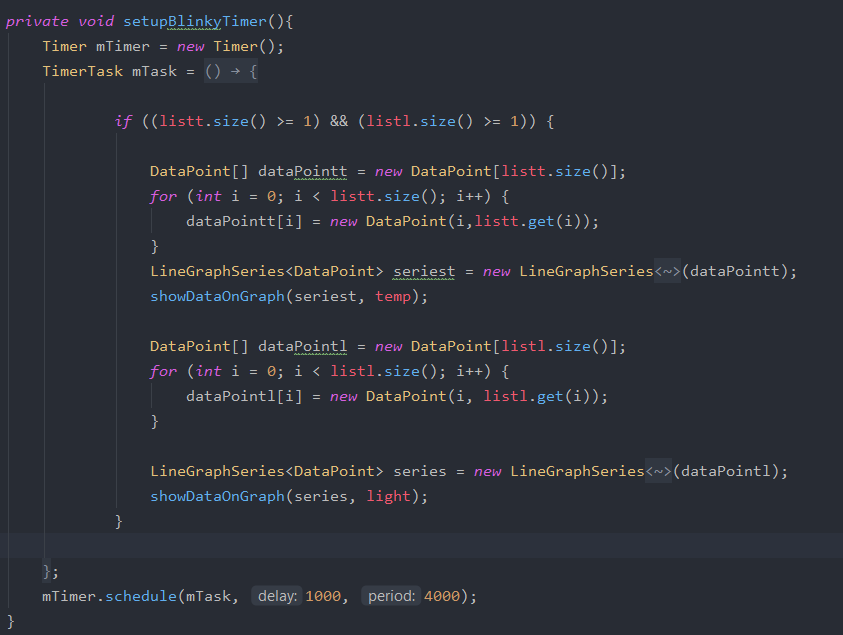 private void setupBlinkyTimer(){
Timer mTimer = new Timer();
TimerTask mTask = () → {
if ((listt.size() >= 1) && (listl.size() >= 1)) {
DataPoint[] dataPointt = new DataPoint[listt.size()];
for (int i = 0; i < listt.size(); i++) {
dataPointt[i] = new DataPoint(i,listt.get(i));
}
LineGraphSeries<DataPoint> seriest = new LineGraphSeries<~>(dataPointt);
showDataOnGraph(seriest, temp);
DataPoint[] dataPointl = new DataPoint[listl.size()];
for (int i = 0; i < listl.size(); i++) {
dataPointl[i] = new DataPoint(i, listl.get(i));
}
LineGraphSeries<DataPoint> series = new LineGraphSeries<~>(dataPointl);
showDataOnGraph(series, light);
}
};
mTimer.schedule(mTask, delay: 1000, period: 4000);
}